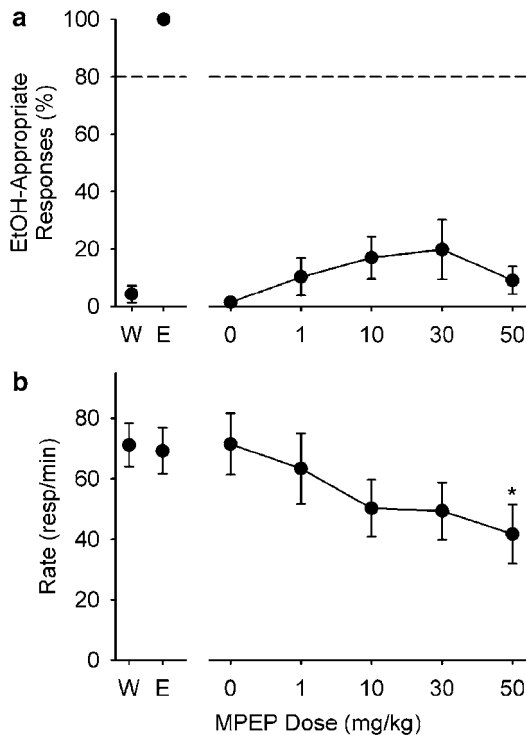 a
EtOH-Appropriate
Responses (%)
100
80
60
40
20
0
W E 0 1 10 30 50
b
Rate (resp/min)
80
60
40
20
0
*
W E 0 1 10 30 50
MPEP Dose (mg/kg)